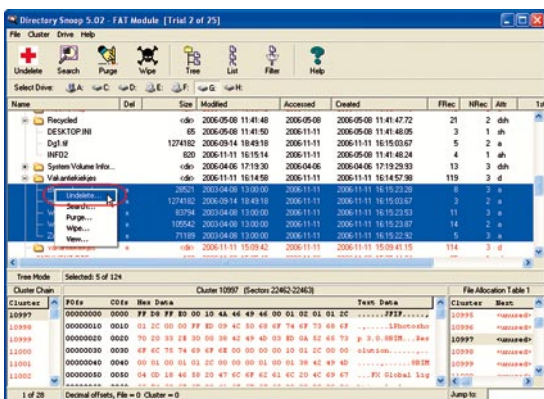 Directory Snoop 5.02 - FAT Module [Trial 2 of 25]
File Cluster Drive Help
Undelete Search Purge Wipe Tree List Filter Help
Select Drive: A: C: D: E: F: G: H:
Name Del Size Modified Accessed Created FRec NRec Attr 1st
Recycled <dir> 2006-05-08 11:41:48 2006-05-08 2006-05-08 11:41:47.72 21 2 dsh
DESKTOP.INI 65 2006-05-08 11:41:50 2006-11-11 2006-05-08 11:41:48.05 3 1 sh
Dg1.tif 1274182 2006-09-14 18:49:18 2006-11-11 2006-11-11 16:15:03.67 5 2 a
INFO2 820 2006-11-11 16:15:14 2006-11-11 2006-05-08 11:41:48.24 4 1 ah
System Volume Infor... <dir> 2006-04-06 17:19:30 2006-04-06 2006-04-06 17:19:29.93 13 3 dsh
Vakantiekiekjes <dir> 2006-11-11 16:14:58 2006-11-11 2006-11-11 16:14:57.98 119 3 d
28521 2003-04-08 13:00:00 2006-11-11 2006-11-11 16:15:23.28 8 3 a
Undelete... 1274182 2006-09-14 18:49:18 2006-11-11 2006-11-11 16:15:03.67 3 2 a
Search... 83794 2003-04-08 13:00:00 2006-11-11 2006-11-11 16:15:23.53 11 3 a
Purge... 105542 2003-04-08 13:00:00 2006-11-11 2006-11-11 16:15:23.87 14 2 a
Wipe... 71189 2003-04-08 13:00:00 2006-11-11 2006-11-11 16:15:22.92 5 3 a
View...
<dir> 2006-11-11 15:09:42 2006-11-11 2006-11-11 15:09:41.15 114 3 d
Tree Mode Selected: 5 of 124
Cluster Chain Cluster 10997 (Sectors 22462-22463) File Allocation Table 1
Cluster POfs COfs Hex Data Text Data Cluster Next
10997 00000000 0000 FF D8 FF E0 00 10 4A 46 49 46 00 01 02 01 01 2C ......JFIF....., 10995 <unused>
10998 00000010 0010 01 2C 00 00 FF ED 09 4C 50 68 6F 74 6F 73 68 6F .,.....LPhotosho 10996 <unused>
10999 00000020 0020 70 20 33 2E 30 00 38 42 49 4D 03 ED 0A 52 65 73 p 3.0.8BIM...Res 10997 <unused>
11000 00000030 0030 6F 6C 75 74 69 6F 6E 00 00 00 00 10 01 2C 00 00 olution......,.. 10998 <unused>
11001 00000040 0040 00 01 00 01 01 2C 00 00 00 01 00 01 38 42 49 4D .....,......8BIM 10999 <unused>
11002 00000050 0050 04 0D 18 46 58 20 47 6C 6F 62 61 6C 20 4C 69 67 ...FX Global Lig 11000 <unused>
1 of 28 Decimal offsets, File = 0 Cluster = 0 Jump to: